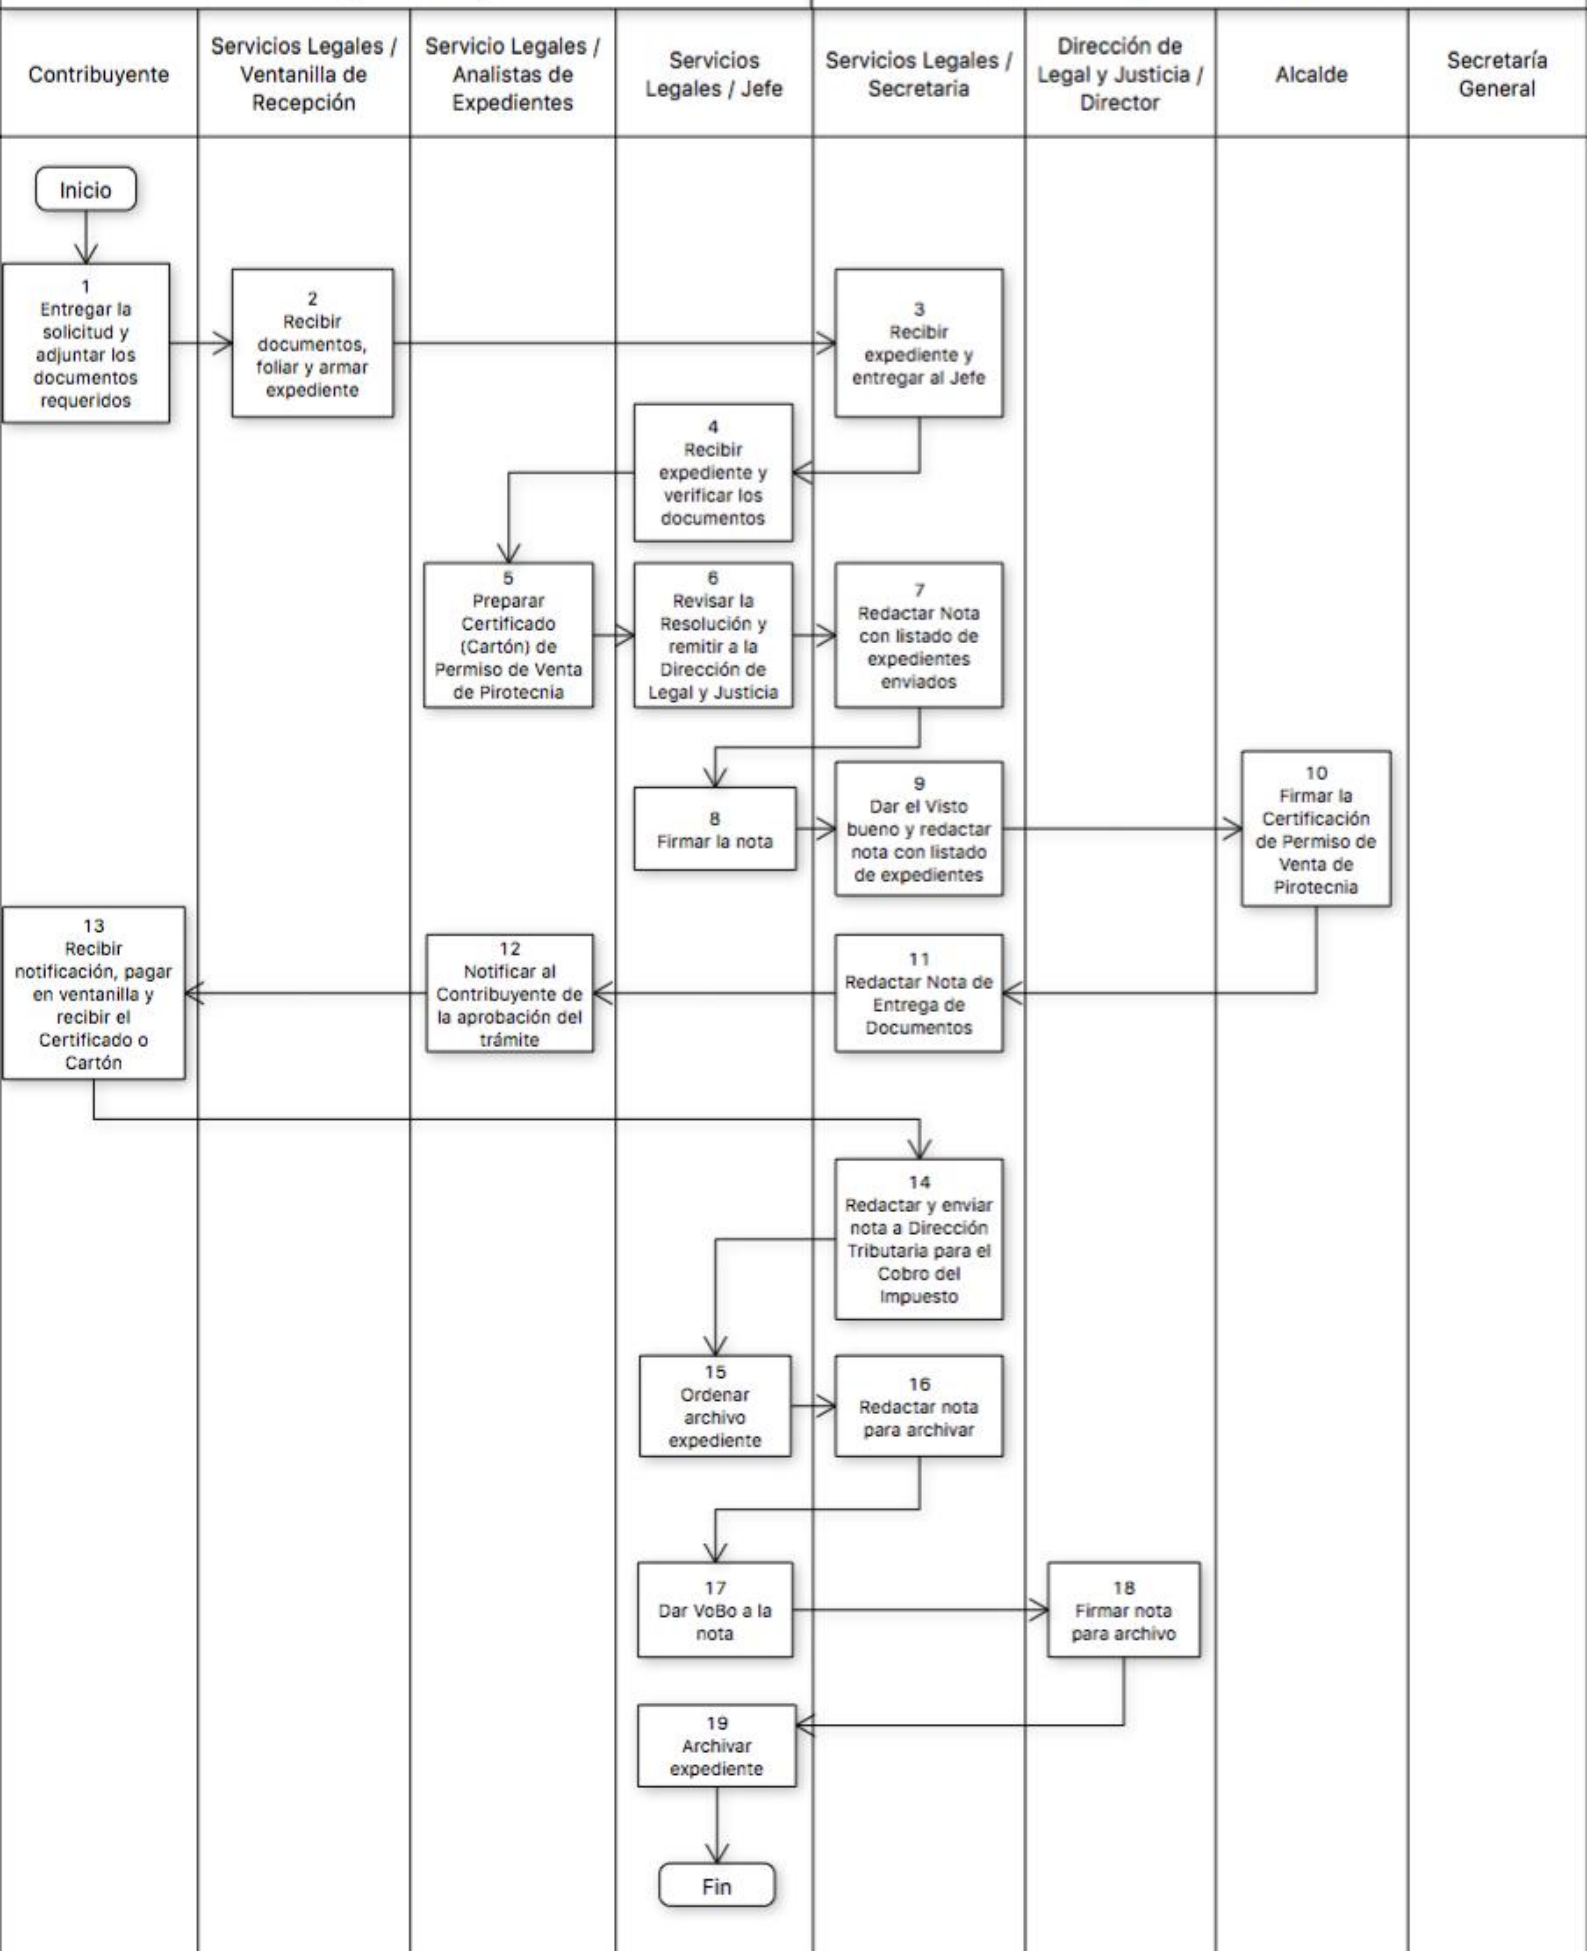 Contribuyente
Servicios Legales /
Ventanilla de
Recepción
Servicio Legales /
Analistas de
Expedientes
Servicios
Legales / Jefe
Servicios Legales /
Secretaria
Dirección de
Legal y Justicia /
Director
Alcalde
Secretaría
General
Inicio
1
Entregar la
solicitud y
adjuntar los
documentos
requeridos
2
Recibir
documentos,
foliar y armar
expediente
3
Recibir
expediente y
entregar al Jefe
4
Recibir
expediente y
verificar los
documentos
5
Preparar
Certificado
(Cartón) de
Permiso de Venta
de Pirotecnia
6
Revisar la
Resolución y
remitir a la
Dirección de
Legal y Justicia
7
Redactar Nota
con listado de
expedientes
enviados
8
Firmar la nota
9
Dar el Visto
bueno y redactar
nota con listado
de expedientes
10
Firmar la
Certificación
de Permiso de
Venta de
Pirotecnia
11
Redactar Nota de
Entrega de
Documentos
12
Notificar al
Contribuyente de
la aprobación del
trámite
13
Recibir
notificación, pagar
en ventanilla y
recibir el
Certificado o
Cartón
14
Redactar y enviar
nota a Dirección
Tributaria para el
Cobro del
Impuesto
15
Ordenar
archivo
expediente
16
Redactar nota
para archivar
17
Dar VoBo a la
nota
18
Firmar nota
para archivo
19
Archivar
expediente
Fin